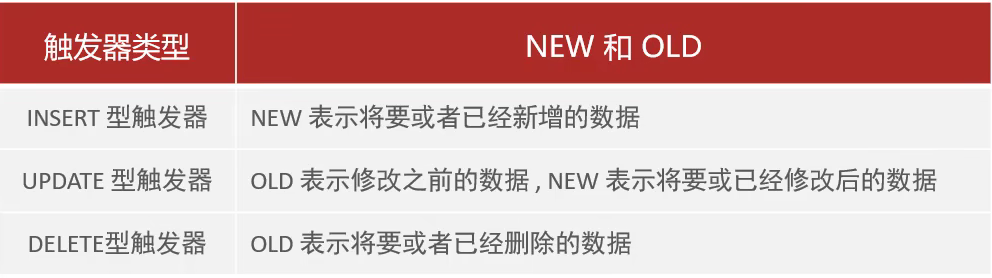 触发器类型 NEW 和 OLD
INSERT 型触发器 NEW 表示将要或者已经新增的数据
UPDATE 型触发器 OLD 表示修改之前的数据 , NEW 表示将要或已经修改后的数据
DELETE型触发器 OLD 表示将要或者已经删除的数据